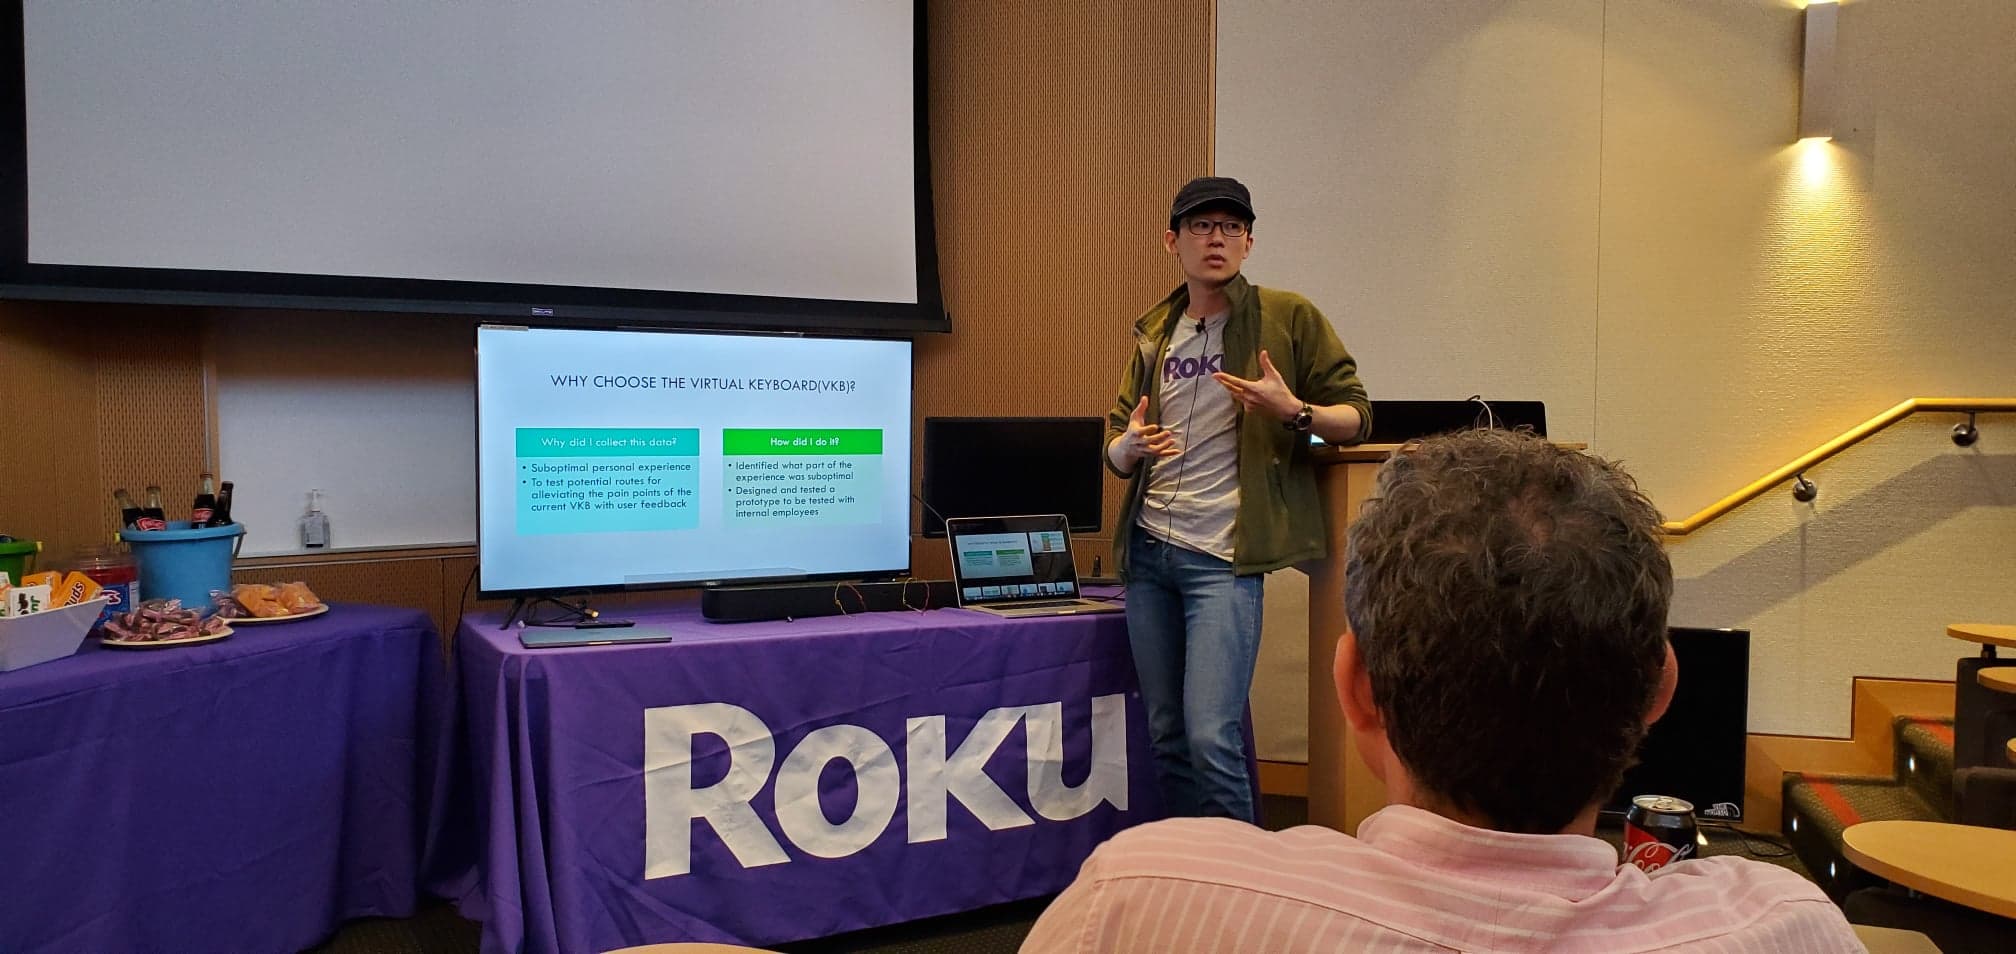 WHY CHOOSE THE VIRTUAL KEYBOARD(VKB)?
Why did I collect this data?
• Suboptimal personal experience
• To test potential routes for
alleviating the pain points of the
current VKB with user feedback
How did I do it?
• Identified what part of the
experience was suboptimal
• Designed and tested a
prototype to be tested with
internal employees
ROKU
ROKU